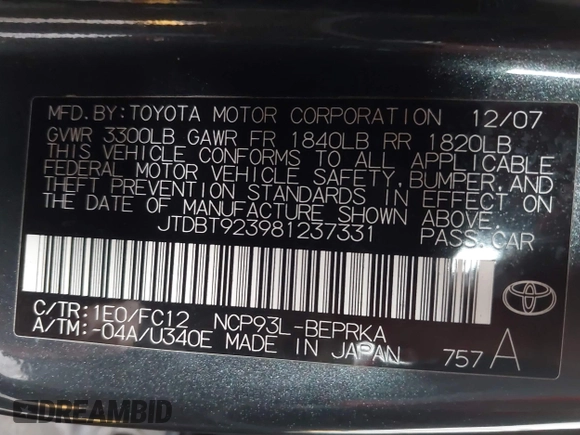 MFD.BY:TOYOTA MOTOR CORPORATION 12/07
GVWR 3300LB GAWR FR 1840LB RR 1820LB
THIS VEHICLE CONFORMS TO ALL APPLICABLE
FEDERAL MOTOR VEHICLE SAFETY,BUMPER,AND
THEFT PREVENTION STANDARDS IN EFFECT ON
THE DATE OF MANUFACTURE SHOWN ABOVE.
JTDBT923981237331 PASS.CAR
C/TR:1E0/FC12 NCP93L-BEPRKA
A/TM:-04A/U340E MADE IN JAPAN 757 A
DREAMBID